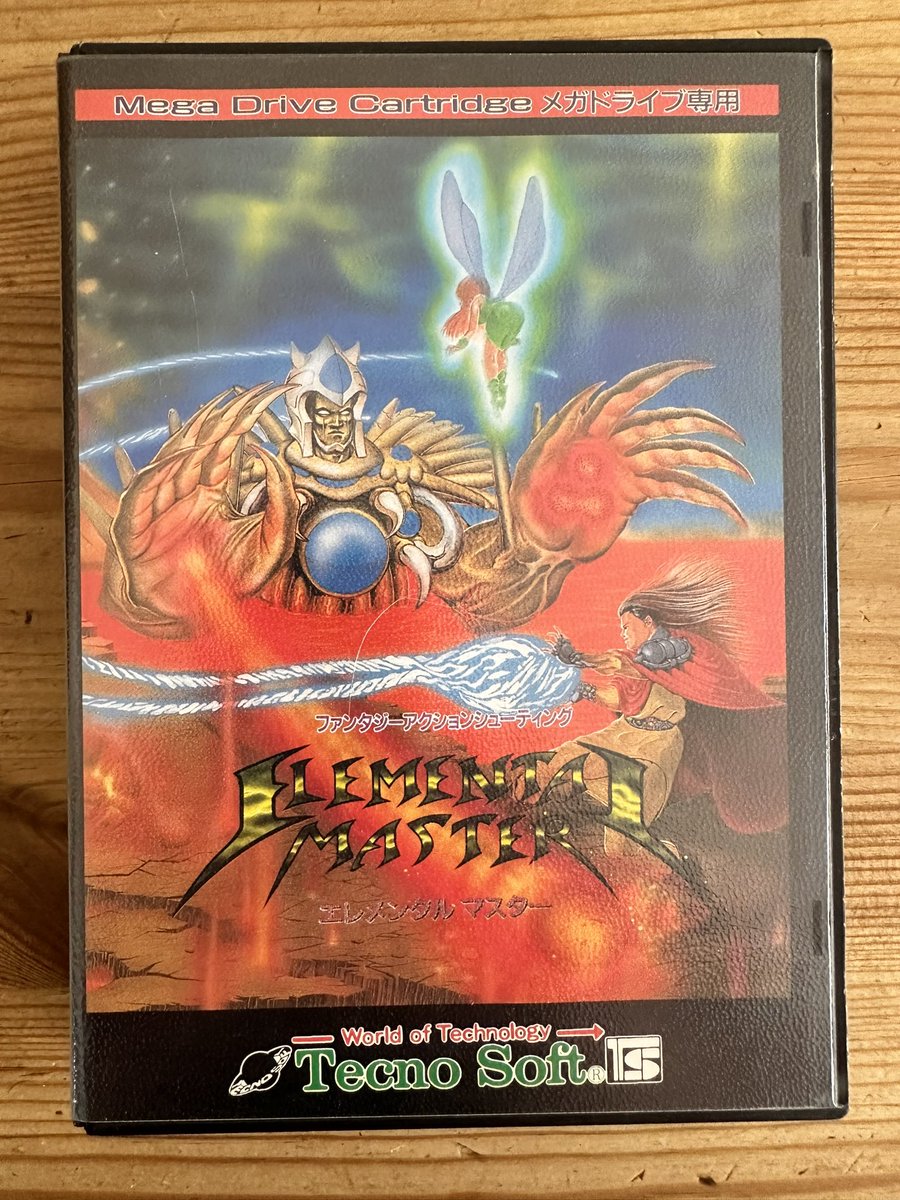 Mega Drive Cartridge メガドライブ専用
ファンタジーアクションシューティング
ELEMENTAL
MASTER
エレメンタル マスター
World of Technology
TECNO SOFT
Tecno Soft® TS